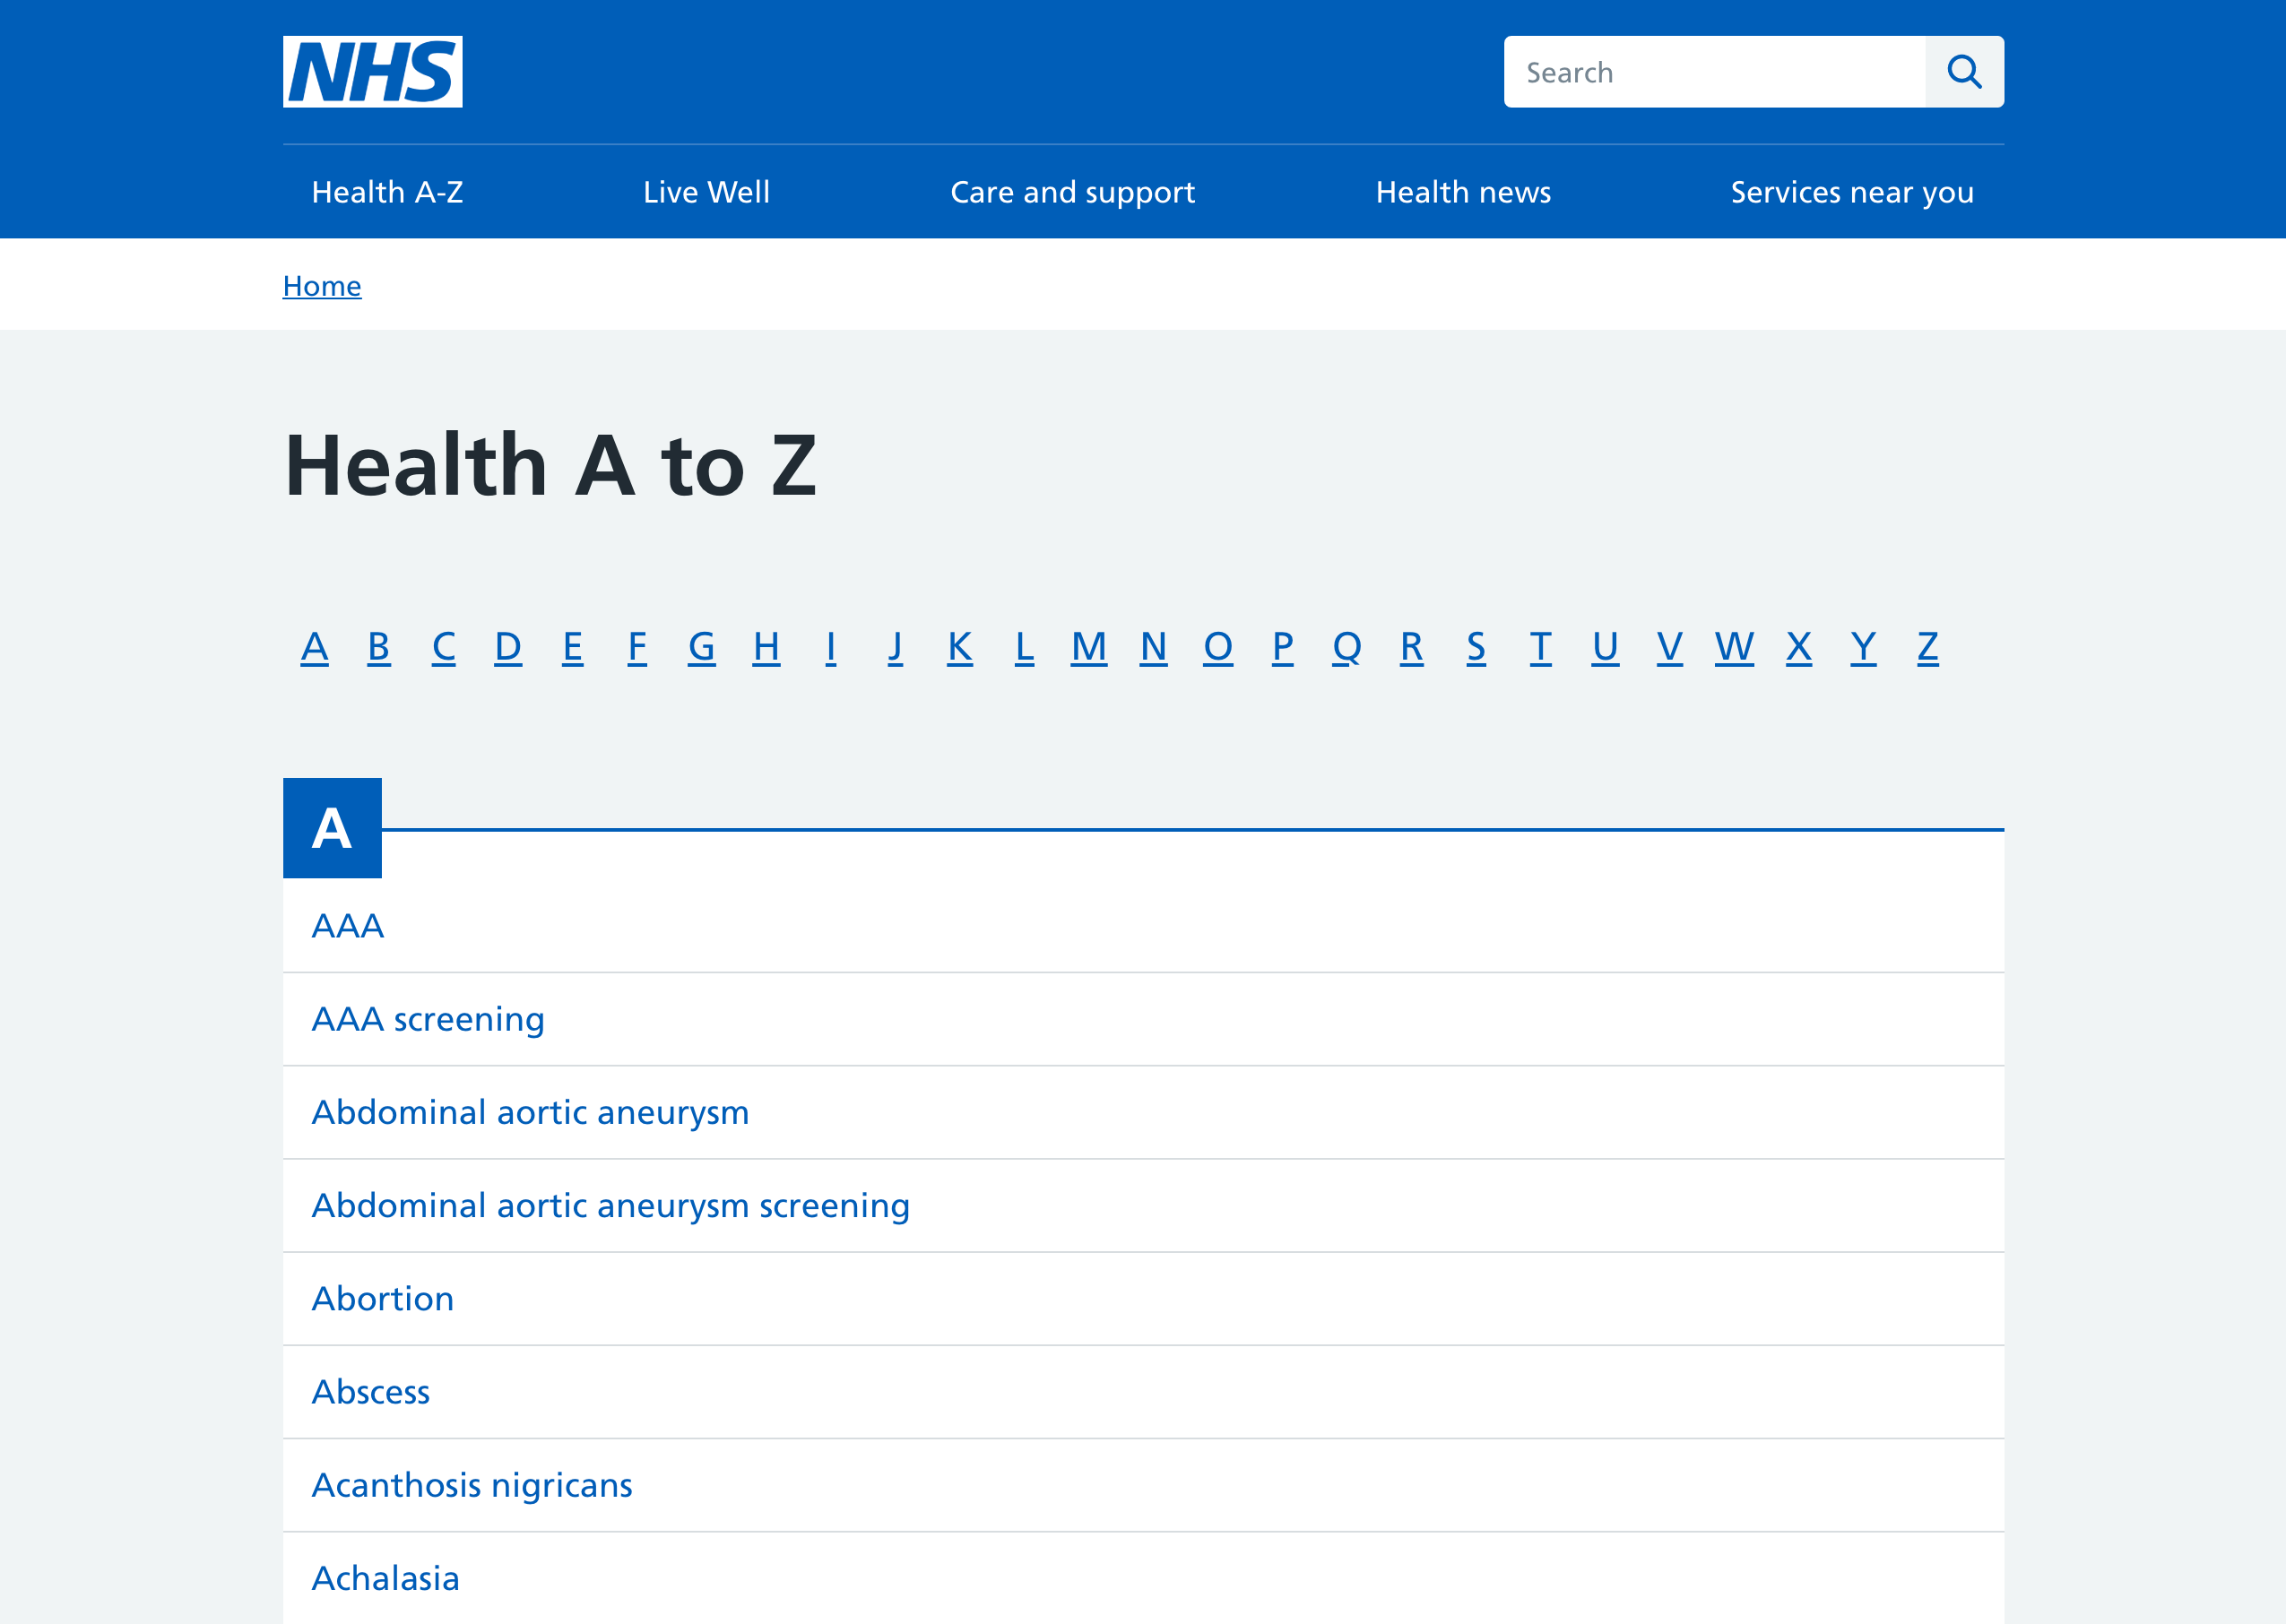 NHS
Search
Health A-Z Live Well Care and support Health news Services near you
Home
Health A to Z
A B C D E F G H I J K L M N O P Q R S T U V W X Y Z
A
AAA
AAA screening
Abdominal aortic aneurysm
Abdominal aortic aneurysm screening
Abortion
Abscess
Acanthosis nigricans
Achalasia